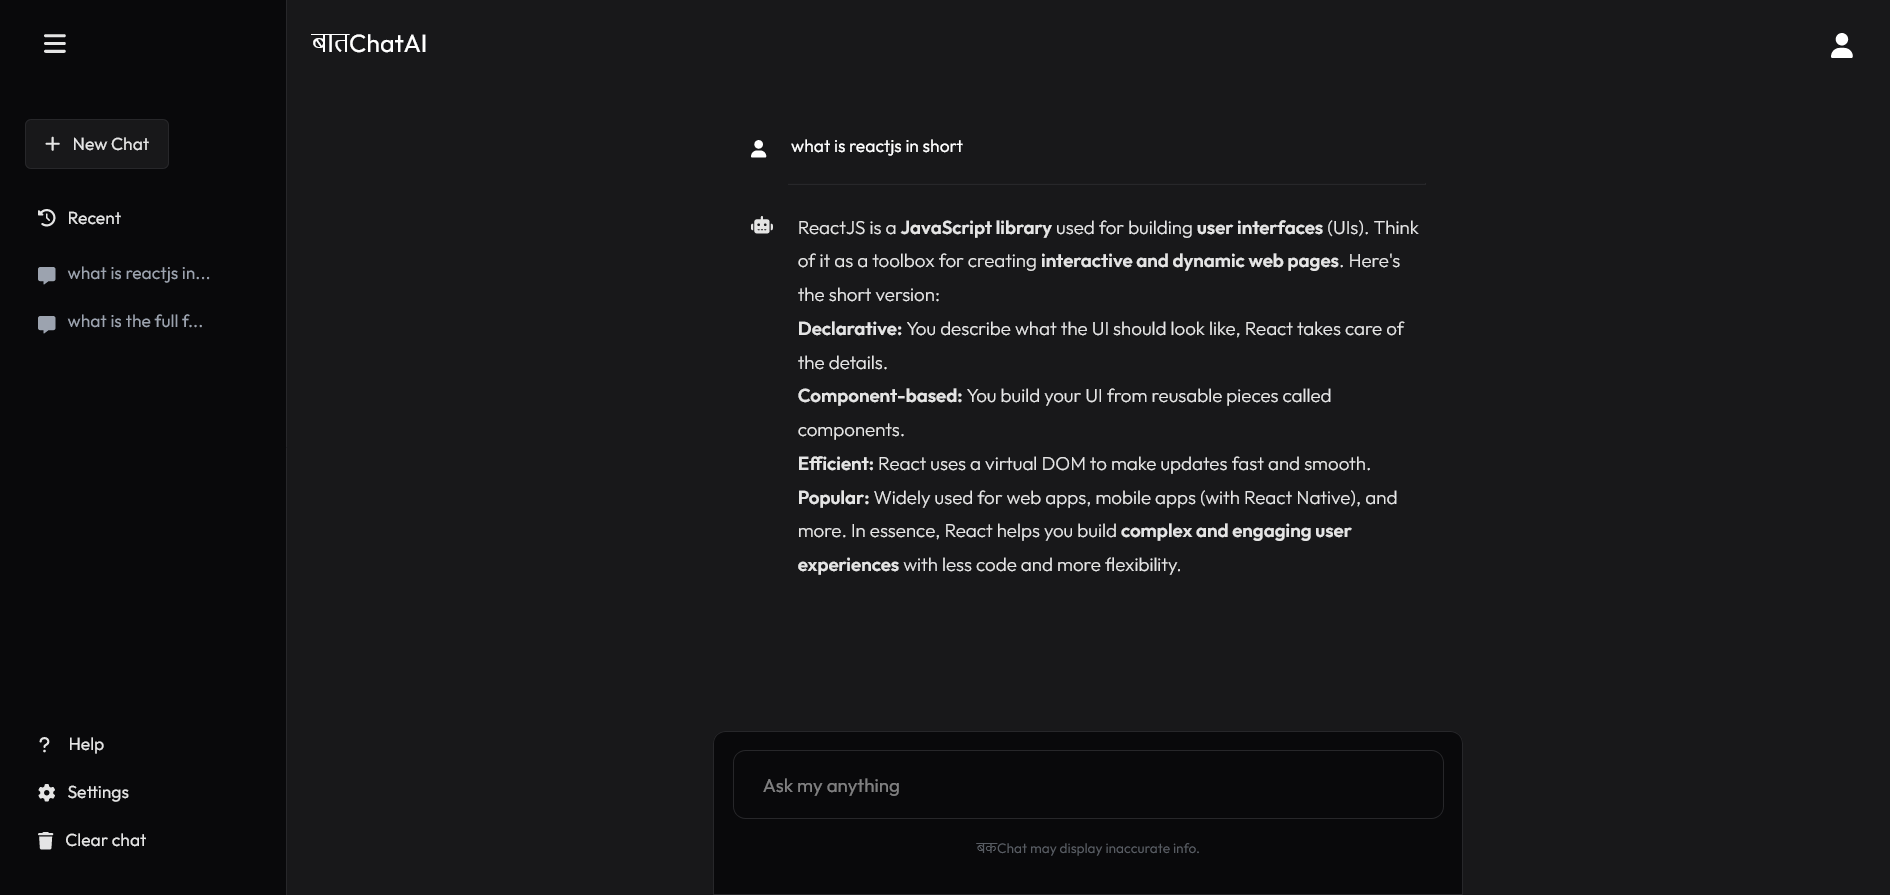 बातChatAI
New Chat
Recent
what is reactjs in...
what is the full f...
Help
Settings
Clear chat
what is reactjs in short
ReactJS is a JavaScript library used for building user interfaces (UIs). Think
of it as a toolbox for creating interactive and dynamic web pages. Here's
the short version:
Declarative: You describe what the UI should look like, React takes care of
the details.
Component-based: You build your UI from reusable pieces called
components.
Efficient: React uses a virtual DOM to make updates fast and smooth.
Popular: Widely used for web apps, mobile apps (with React Native), and
more. In essence, React helps you build complex and engaging user
experiences with less code and more flexibility.
Ask my anything
बकChat may display inaccurate info.